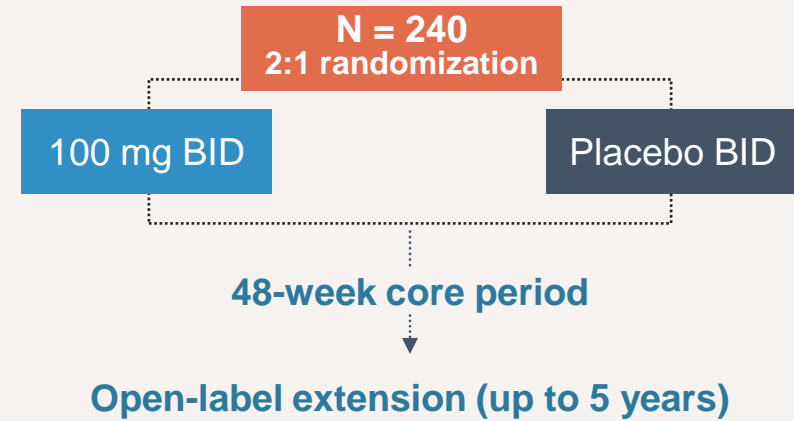 N = 240
2:1 randomization
100 mg BID
Placebo BID
48-week core period
Open-label extension (up to 5 years)